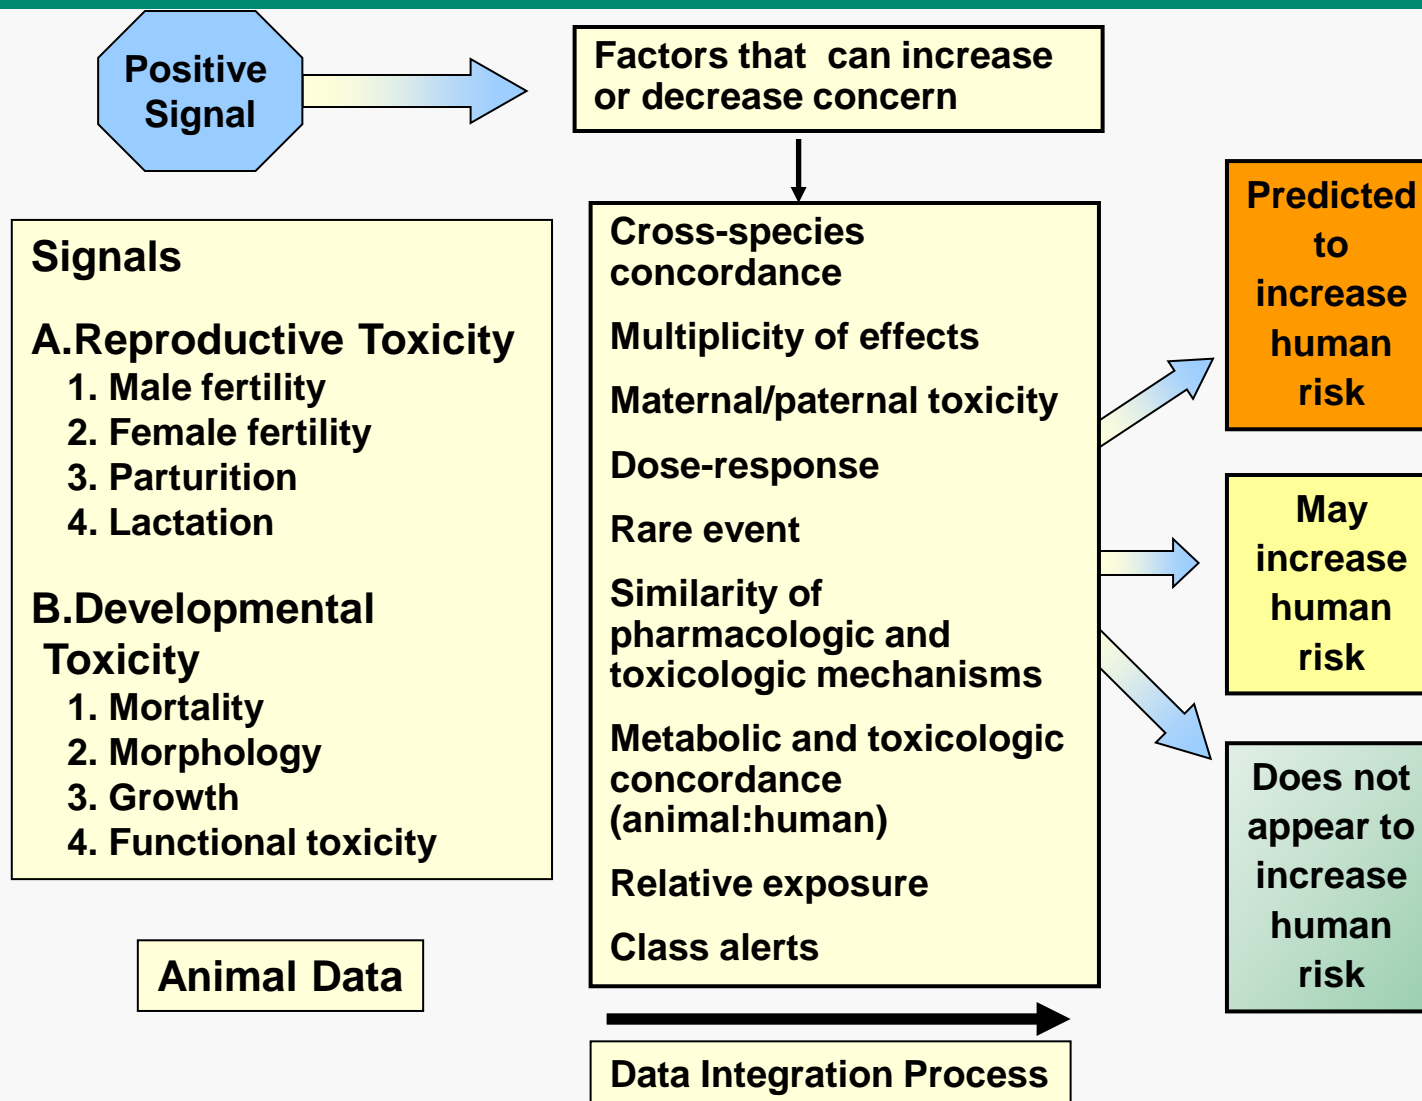 Positive
Signal
Factors that can increase
or decrease concern
Signals
A.Reproductive Toxicity
1. Male fertility
2. Female fertility
3. Parturition
4. Lactation
B.Developmental
Toxicity
1. Mortality
2. Morphology
3. Growth
4. Functional toxicity
Animal Data
Cross-species
concordance
Multiplicity of effects
Maternal/paternal toxicity
Dose-response
Rare event
Similarity of
pharmacologic and
toxicologic mechanisms
Metabolic and toxicologic
concordance
(animal:human)
Relative exposure
Class alerts
Data Integration Process
Predicted
to
increase
human
risk
May
increase
human
risk
Does not
appear to
increase
human
risk